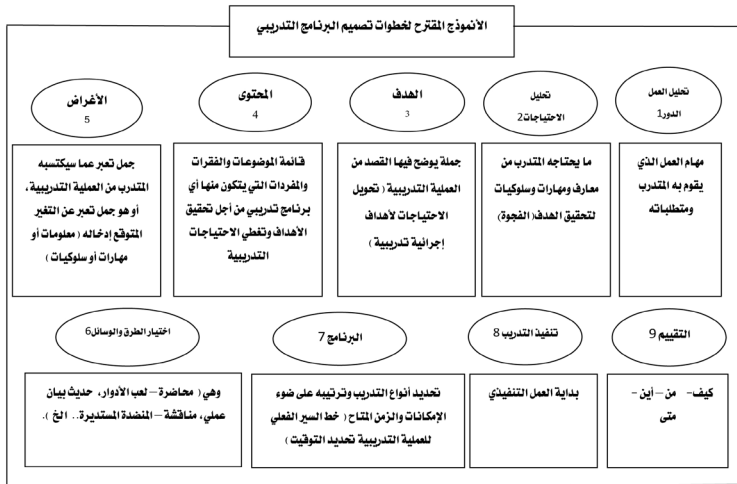 الأنموذج المقترح لخطوات تصميم البرنامج التدريبي
تحليل العمل
الدور1
تحليل
الاحتياجات2
الهدف
3
المحتوى
4
الأغراض
5
مهام العمل الذي
يقوم به المتدرب
ومتطلباته
ما يحتاجه المتدرب من
معارف ومهارات وسلوكيات
لتحقيق الهدف(الفجوة)
جملة يوضح فيها القصد من
العملية التدريبية ( تحويل
الاحتياجات لأهداف
إجرائية تدريبية )
قائمة الموضوعات والفقرات
والمفردات التي يتكون منها أي
برنامج تدريبي من أجل تحقيق
الأهداف وتغطي الاحتياجات
التدريبية
جمل تعبر عما سيكتسبه
المتدرب من العملية التدريبية،
أو هو جمل تعبر عن التغير
المتوقع إدخاله ( معلومات أو
مهارات أو سلوكيات )
التقييم 9
تنفيذ التدريب 8
البرنامج 7
اختيار الطرق والوسائل6
كيف- من – أين -
متى
بداية العمل التنفيذي
تحديد أنواع التدريب وترتيبه على ضوء
الإمكانات والزمن المتاح ( خط السير الفعلي
للعملية التدريبية تحديد التوقيت )
وهي ( محاضرة – لعب الأدوار، حديث بيان
عملي، مناقشة – المنضدة المستديرة.. الخ ).